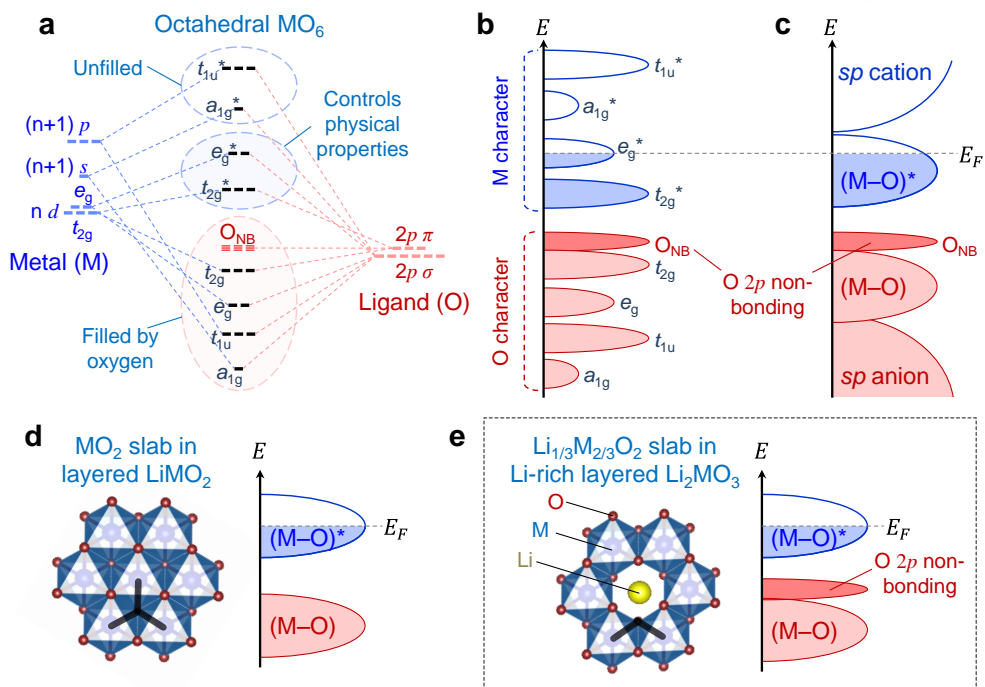 a
Octahedral MO6
Unfilled
t1u*
a1g*
Controls
physical
properties
(n+1) p
(n+1) s
eg
n d
t2g
Metal (M)
eg*
t2g*
ONB
2p π
2p σ
Ligand (O)
t2g
eg
t1u
a1g
Filled by
oxygen
b
E
M character
t1u*
a1g*
eg*
t2g*
O character
ONB
t2g
eg
t1u
a1g
O 2p non-
bonding
c
E
sp cation
EF
(M–O)*
ONB
(M–O)
sp anion
d
MO2 slab in
layered LiMO2
E
(M–O)*
EF
(M–O)
e
Li1/3M2/3O2 slab in
Li-rich layered Li2MO3
O
M
Li
E
(M–O)*
EF
O 2p non-
bonding
(M–O)